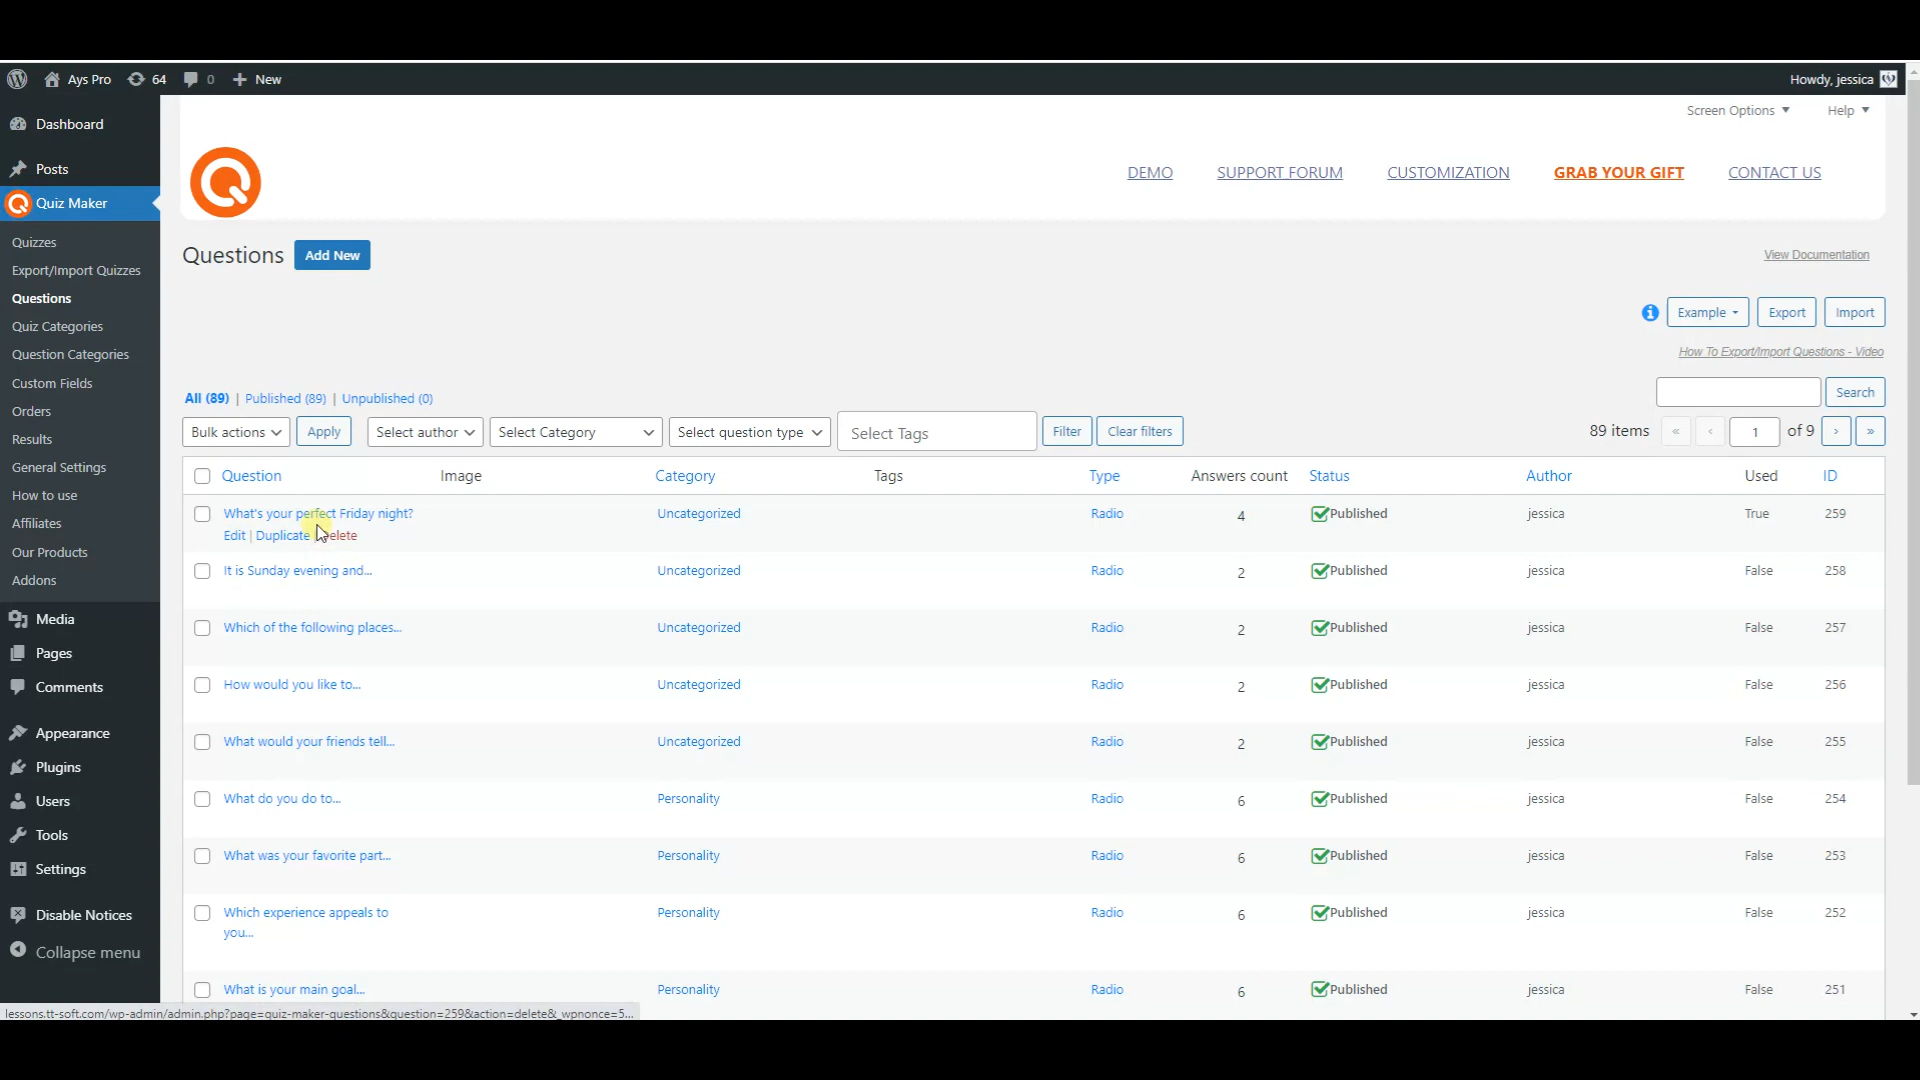 Ays Pro 64 0 New Howdy, jessica
Screen Options Help
Dashboard
Posts
Quiz Maker
Quizzes
Export/Import Quizzes
Questions
Quiz Categories
Question Categories
Custom Fields
Orders
Results
General Settings
How to use
Affiliates
Our Products
Addons
Media
Pages
Comments
Appearance
Plugins
Users
Tools
Settings
Disable Notices
Collapse menu
DEMO SUPPORT FORUM CUSTOMIZATION GRAB YOUR GIFT CONTACT US
Questions Add New View Documentation
Example Export Import
How To Export/Import Questions - Video
Search
All (89) | Published (89) | Unpublished (0)
Bulk actions Apply Select author Select Category Select question type Select Tags Filter Clear filters 89 items « ‹ 1 of 9 › »
Question Image Category Tags Type Answers count Status Author Used ID
What's your perfect Friday night? Uncategorized Radio 4 Published jessica True 259
Edit | Duplicate | Delete
It is Sunday evening and... Uncategorized Radio 2 Published jessica False 258
Which of the following places... Uncategorized Radio 2 Published jessica False 257
How would you like to... Uncategorized Radio 2 Published jessica False 256
What would your friends tell... Uncategorized Radio 2 Published jessica False 255
What do you do to... Personality Radio 6 Published jessica False 254
What was your favorite part... Personality Radio 6 Published jessica False 253
Which experience appeals to Personality Radio 6 Published jessica False 252
you...
What is your main goal... Personality Radio 6 Published jessica False 251
lessons.tt-soft.com/wp-admin/admin.php?page=quiz-maker-questions&question=259&action=delete&_wpnonce=5...